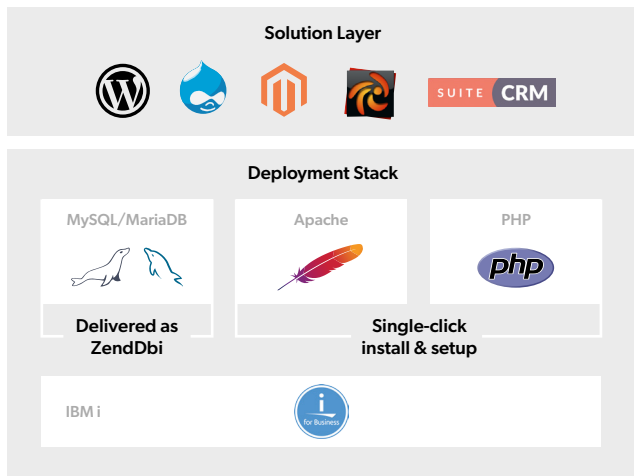 Solution Layer
SUITE CRM
Deployment Stack
MySQL/MariaDB
Apache
PHP
php
Delivered as
ZendDbi
Single-click
install & setup
IBM i
i
for Business